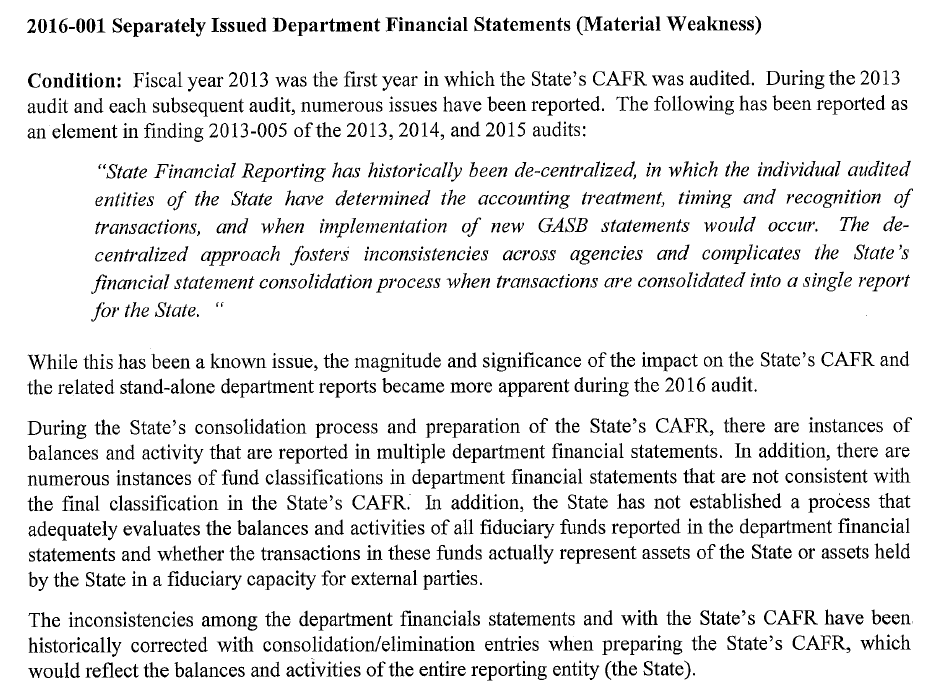 2016-001 Separately Issued Department Financial Statements (Material Weakness)
Condition: Fiscal year 2013 was the first year in which the State's CAFR was audited. During the 2013
audit and each subsequent audit, numerous issues have been reported. The following has been reported as
an element in finding 2013-005 of the 2013, 2014, and 2015 audits:
"State Financial Reporting has historically been de-centralized, in which the individual audited
entities of the State have determined the accounting treatment, timing and recognition of
transactions, and when implementation of new GASB statements would occur. The de-
centralized approach fosters inconsistencies across agencies and complicates the State's
financial statement consolidation process when transactions are consolidated into a single report
for the State. "
While this has been a known issue, the magnitude and significance of the impact on the State's CAFR and
the related stand-alone department reports became more apparent during the 2016 audit.
During the State's consolidation process and preparation of the State's CAFR, there are instances of
balances and activity that are reported in multiple department financial statements. In addition, there are
numerous instances of fund classifications in department financial statements that are not consistent with
the final classification in the State's CAFR. In addition, the State has not established a process that
adequately evaluates the balances and activities of all fiduciary funds reported in the department financial
statements and whether the transactions in these funds actually represent assets of the State or assets held
by the State in a fiduciary capacity for external parties.
The inconsistencies among the department financials statements and with the State's CAFR have been
historically corrected with consolidation/elimination entries when preparing the State's CAFR, which
would reflect the balances and activities of the entire reporting entity (the State).